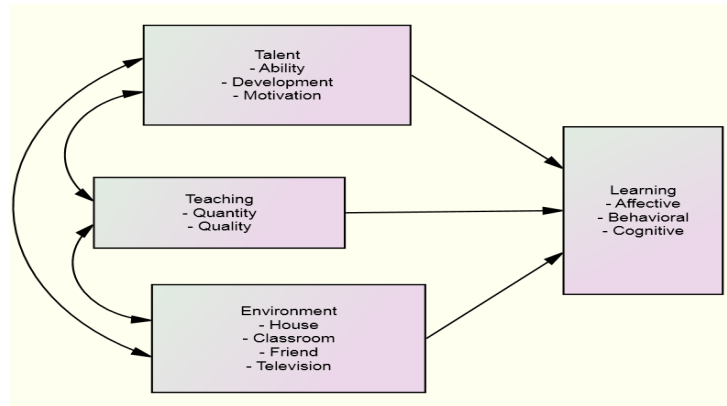 Talent
- Ability
- Development
- Motivation
Teaching
- Quantity
- Quality
Environment
- House
- Classroom
- Friend
- Television
Learning
- Affective
- Behavioral
- Cognitive